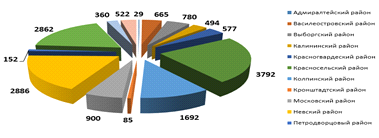 360 522 29 665 780 494 577
2862
152
3792
2886
900 85 1692
Адмиралтейский район
Василеостровский район
Выборгский район
Калининский район
Красногвардейский район
Красносельский район
Колпинский район
Кронштадтский район
Московский район
Невский район
Петродворцовый район